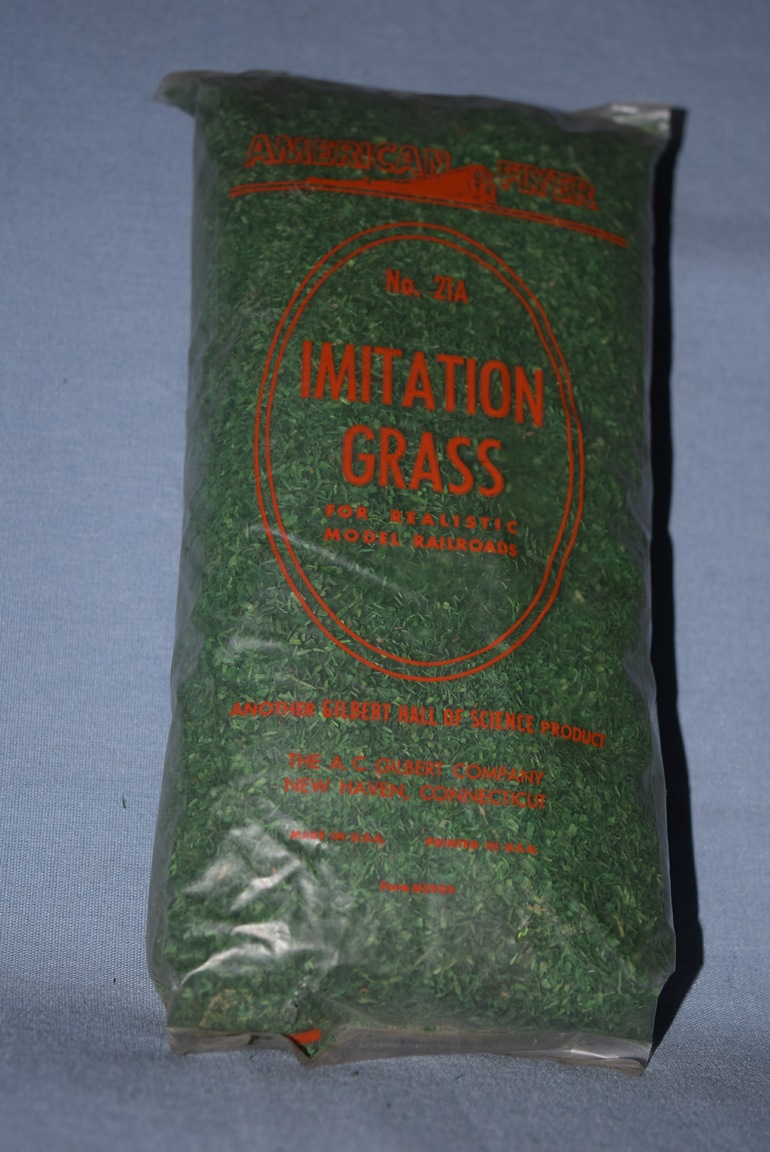 AMERICAN FLYER
No. 21A
IMITATION
GRASS
FOR REALISTIC
MODEL RAILROADS
ANOTHER GILBERT HALL OF SCIENCE PRODUCT
THE A. C. GILBERT COMPANY
NEW HAVEN, CONNECTICUT
MADE IN U.S.A. PRINTED IN U.S.A.